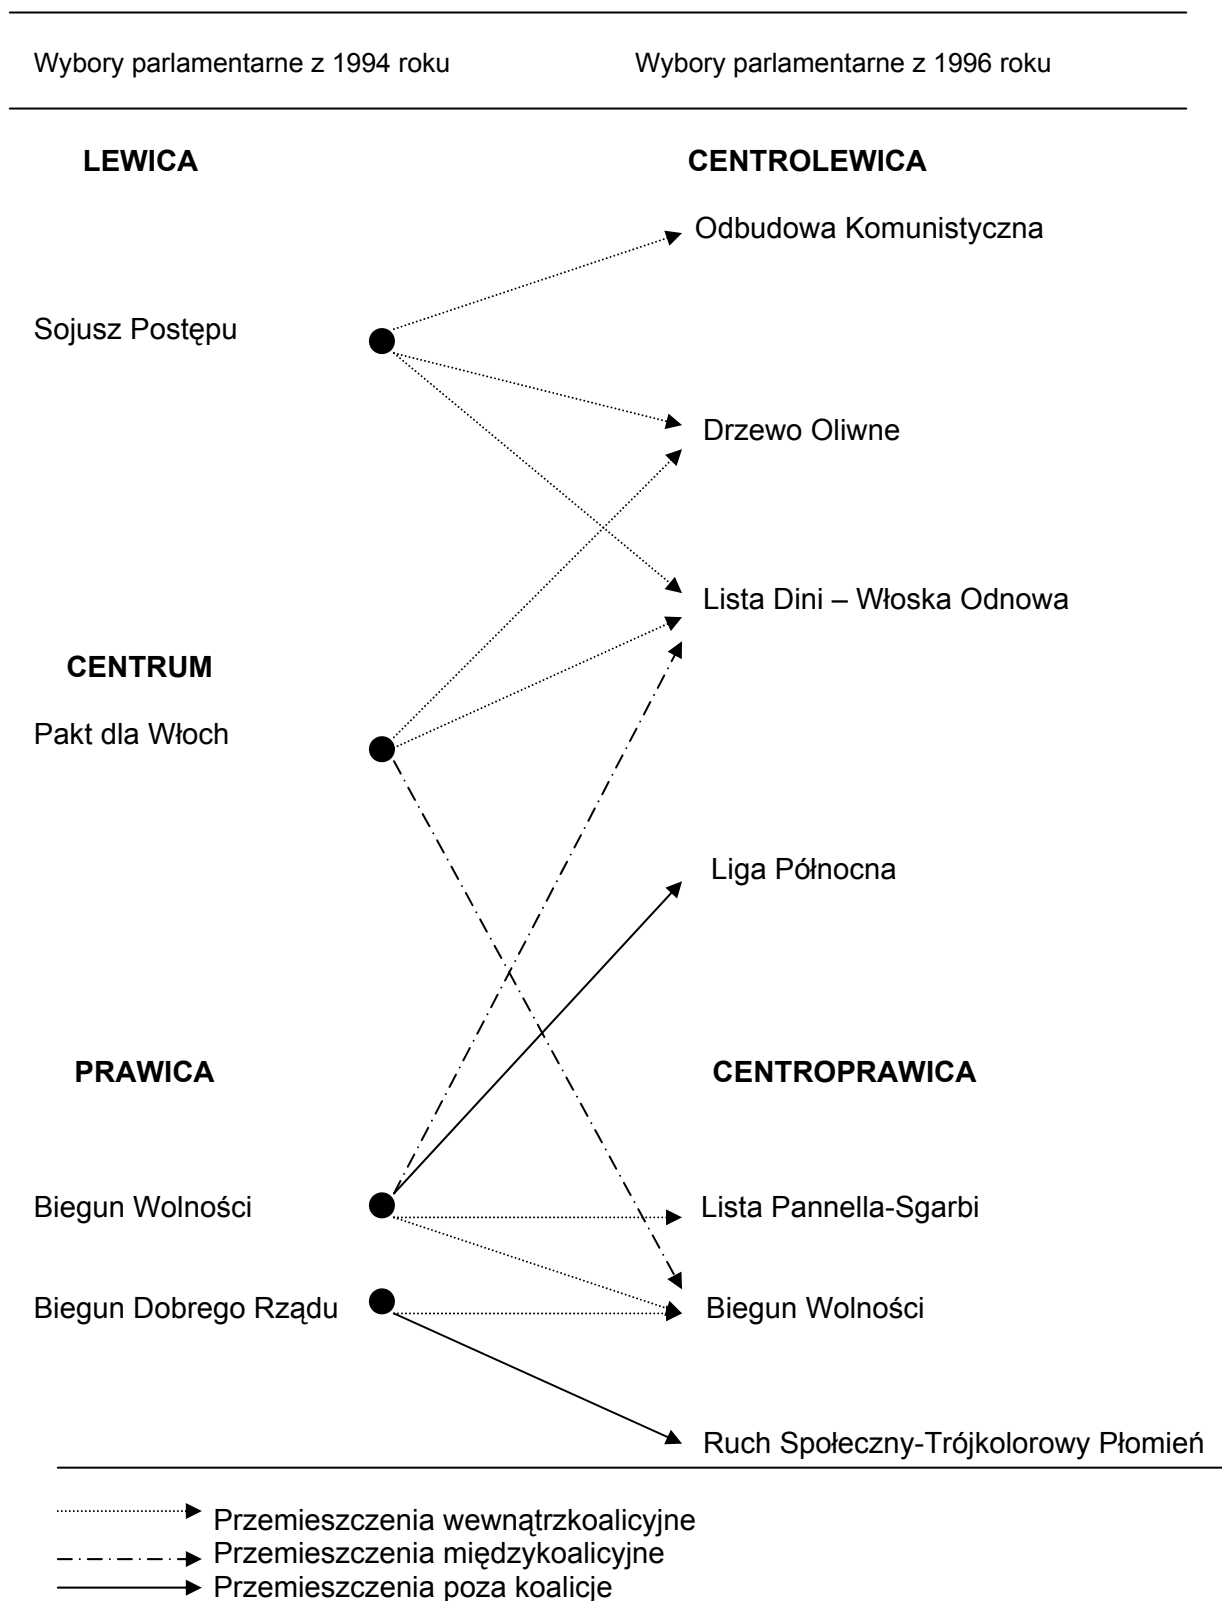 Wybory parlamentarne z 1994 roku
Wybory parlamentarne z 1996 roku
LEWICA
CENTROLEWICA
Odbudowa Komunistyczna
Sojusz Postępu
Drzewo Oliwne
Lista Dini – Włoska Odnowa
CENTRUM
Pakt dla Włoch
Liga Północna
PRAWICA
CENTROPRAWICA
Biegun Wolności
Lista Pannella-Sgarbi
Biegun Dobrego Rządu
Biegun Wolności
Ruch Społeczny-Trójkolorowy Płomień
Przemieszczenia wewnątrzkoalicyjne
Przemieszczenia międzykoalicyjne
Przemieszczenia poza koalicje